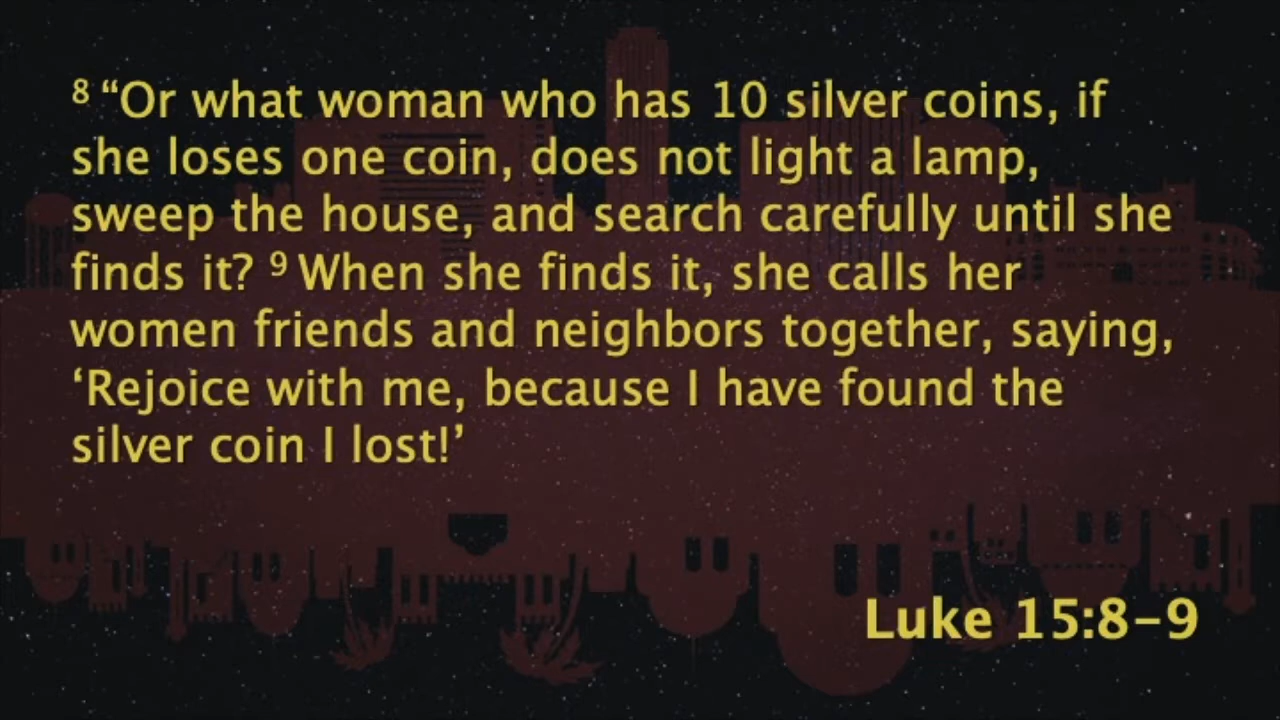 8 “Or what woman who has 10 silver coins, if
she loses one coin, does not light a lamp,
sweep the house, and search carefully until she
finds it? 9 When she finds it, she calls her
women friends and neighbors together, saying,
‘Rejoice with me, because I have found the
silver coin I lost!’
Luke 15:8–9